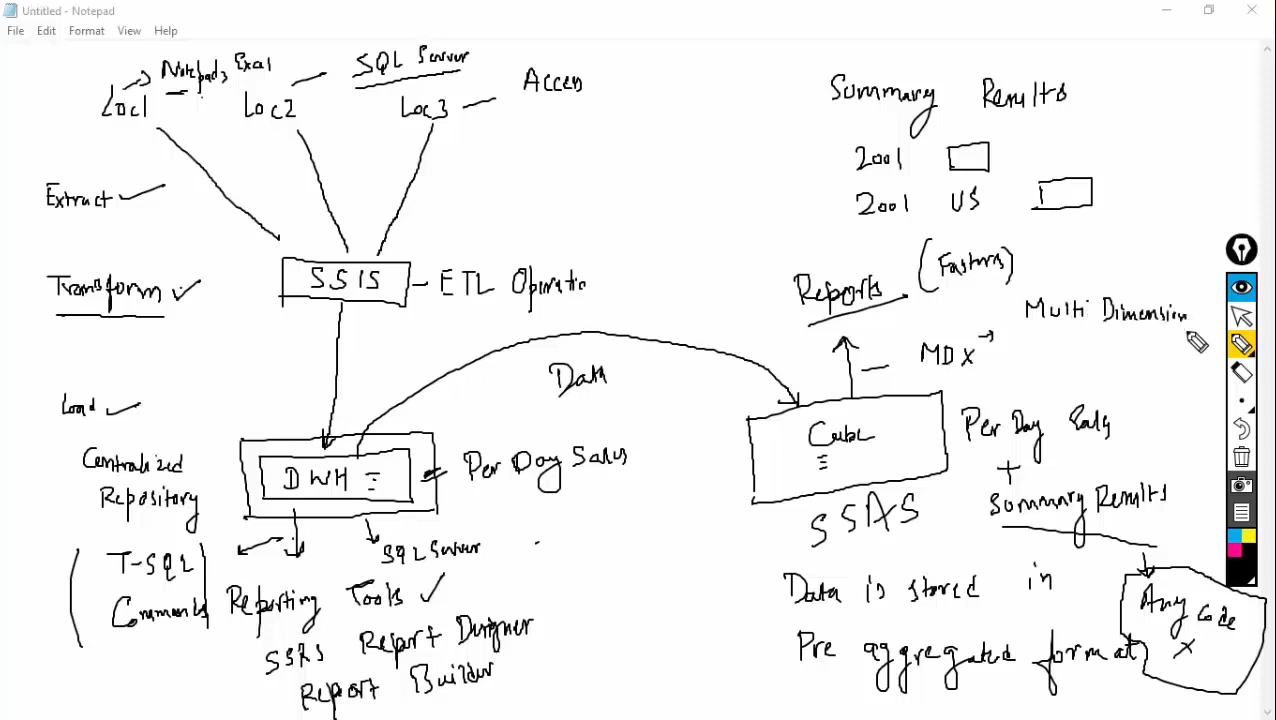 Untitled - Notepad
File Edit Format View Help
Notepad, Excel
SQL Server
Access
Loc1
Loc2
Loc3
Extract
Transform
SSIS
ETL
Load
Centralized
Repository
DWH
Per Day Sales
T-SQL
Commands
SQL Server
Reporting Tools
SSRS Report Designer
Report Builder
Data
Summary Results
2001
2001 US
Reports
MDX
Multi Dimension
Cube
SSAS
Per Day
+
Summary Results
Data is stored in
Pre aggregated format
Any code
X